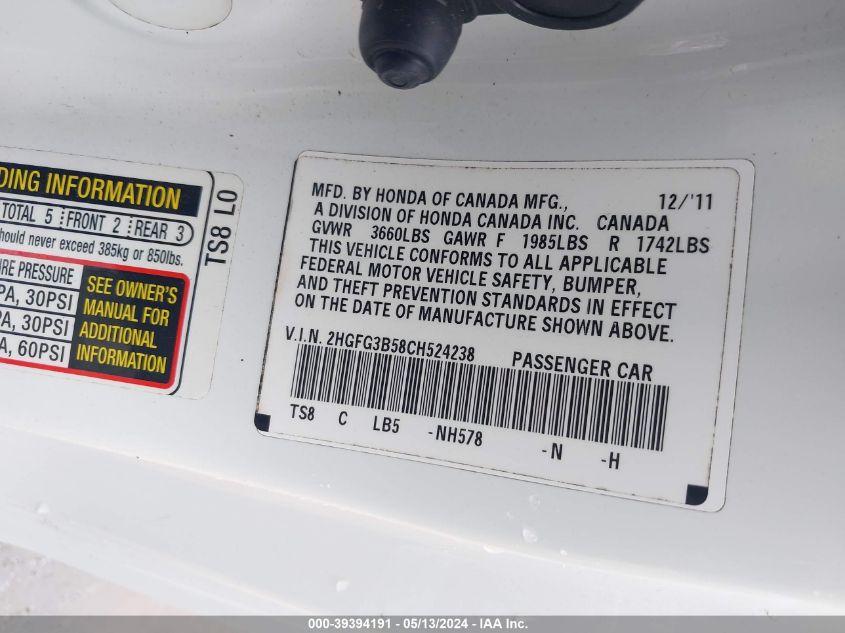 DING INFORMATION
TOTAL 5 FRONT 2 REAR 3
hould never exceed 385kg or 850lbs.
RE PRESSURE
PA, 30PSI
PA, 30PSI
A, 60PSI
SEE OWNER'S
MANUAL FOR
ADDITIONAL
INFORMATION
TS8 L0
MFD. BY HONDA OF CANADA MFG., 12/'11
A DIVISION OF HONDA CANADA INC. CANADA
GVWR 3660LBS GAWR F 1985LBS R 1742LBS
THIS VEHICLE CONFORMS TO ALL APPLICABLE
FEDERAL MOTOR VEHICLE SAFETY, BUMPER,
AND THEFT PREVENTION STANDARDS IN EFFECT
ON THE DATE OF MANUFACTURE SHOWN ABOVE.
V.I.N. 2HGFG3B58CH524238 PASSENGER CAR
TS8 C LB5 -NH578 -N -H
000-39394191 - 05/13/2024 - IAA Inc.